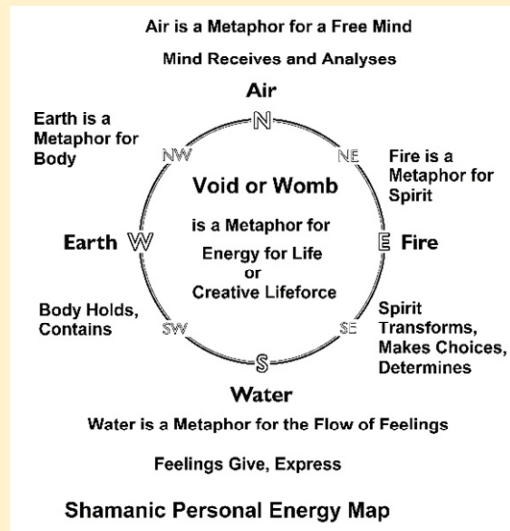 Air is a Metaphor for a Free Mind
Mind Receives and Analyses
Air
N
Earth is a
Metaphor for
Body
NW
NE
Fire is a
Metaphor for
Spirit
Void or Womb
is a Metaphor for
Energy for Life
or
Creative Lifeforce
Earth W
E Fire
Body Holds,
Contains
SW
SE
Spirit
Transforms,
Makes Choices,
Determines
S
Water
Water is a Metaphor for the Flow of Feelings
Feelings Give, Express
Shamanic Personal Energy Map